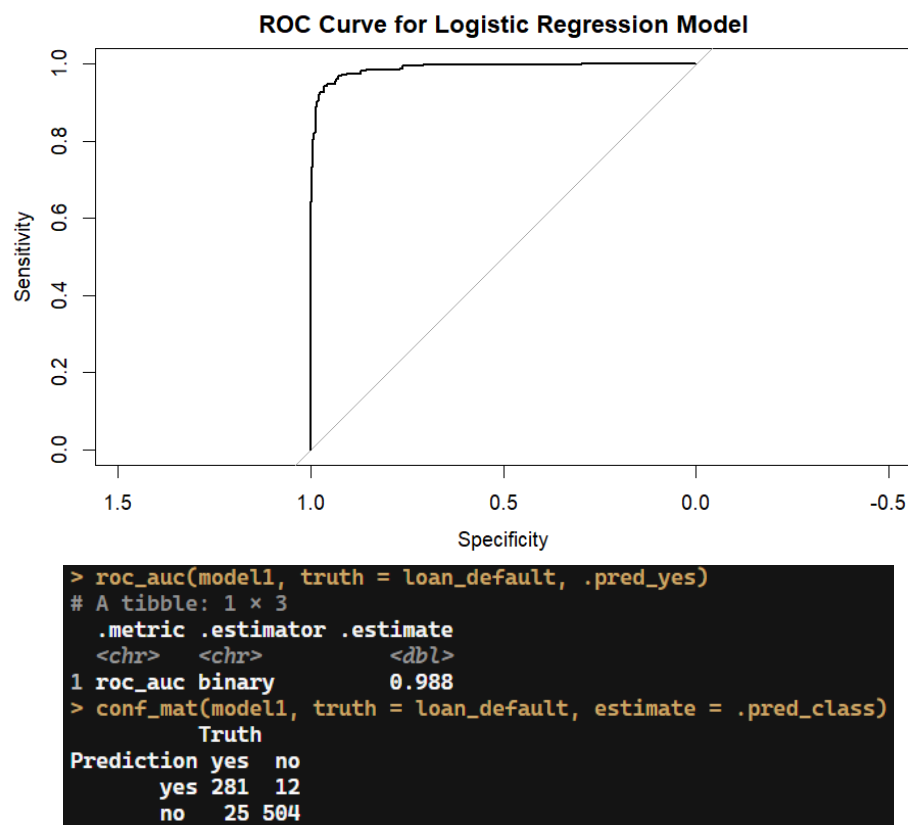 ROC Curve for Logistic Regression Model
Sensitivity
1.0
0.8
0.6
0.4
0.2
0.0
1.5 1.0 0.5 0.0 -0.5
Specificity
> roc_auc(model1, truth = loan_default, .pred_yes)
# A tibble: 1 × 3
  .metric .estimator .estimate
  <chr>   <chr>          <dbl>
1 roc_auc binary         0.988
> conf_mat(model1, truth = loan_default, estimate = .pred_class)
          Truth
Prediction yes  no
       yes 281  12
       no   25 504